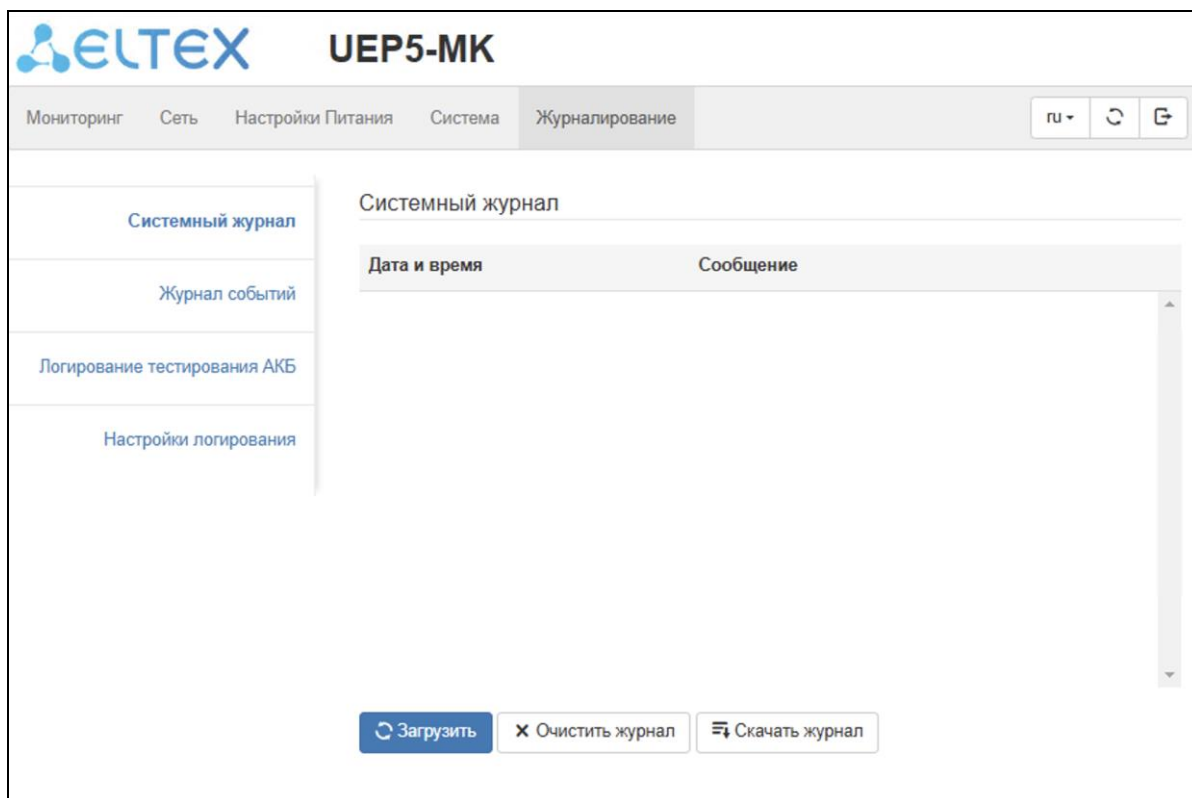 ELTEX UEP5-MK
Мониторинг Сеть Настройки Питания Система Журналирование ru
Системный журнал
Журнал событий
Логирование тестирования АКБ
Настройки логирования
Системный журнал
Дата и время Сообщение
Загрузить Очистить журнал Скачать журнал